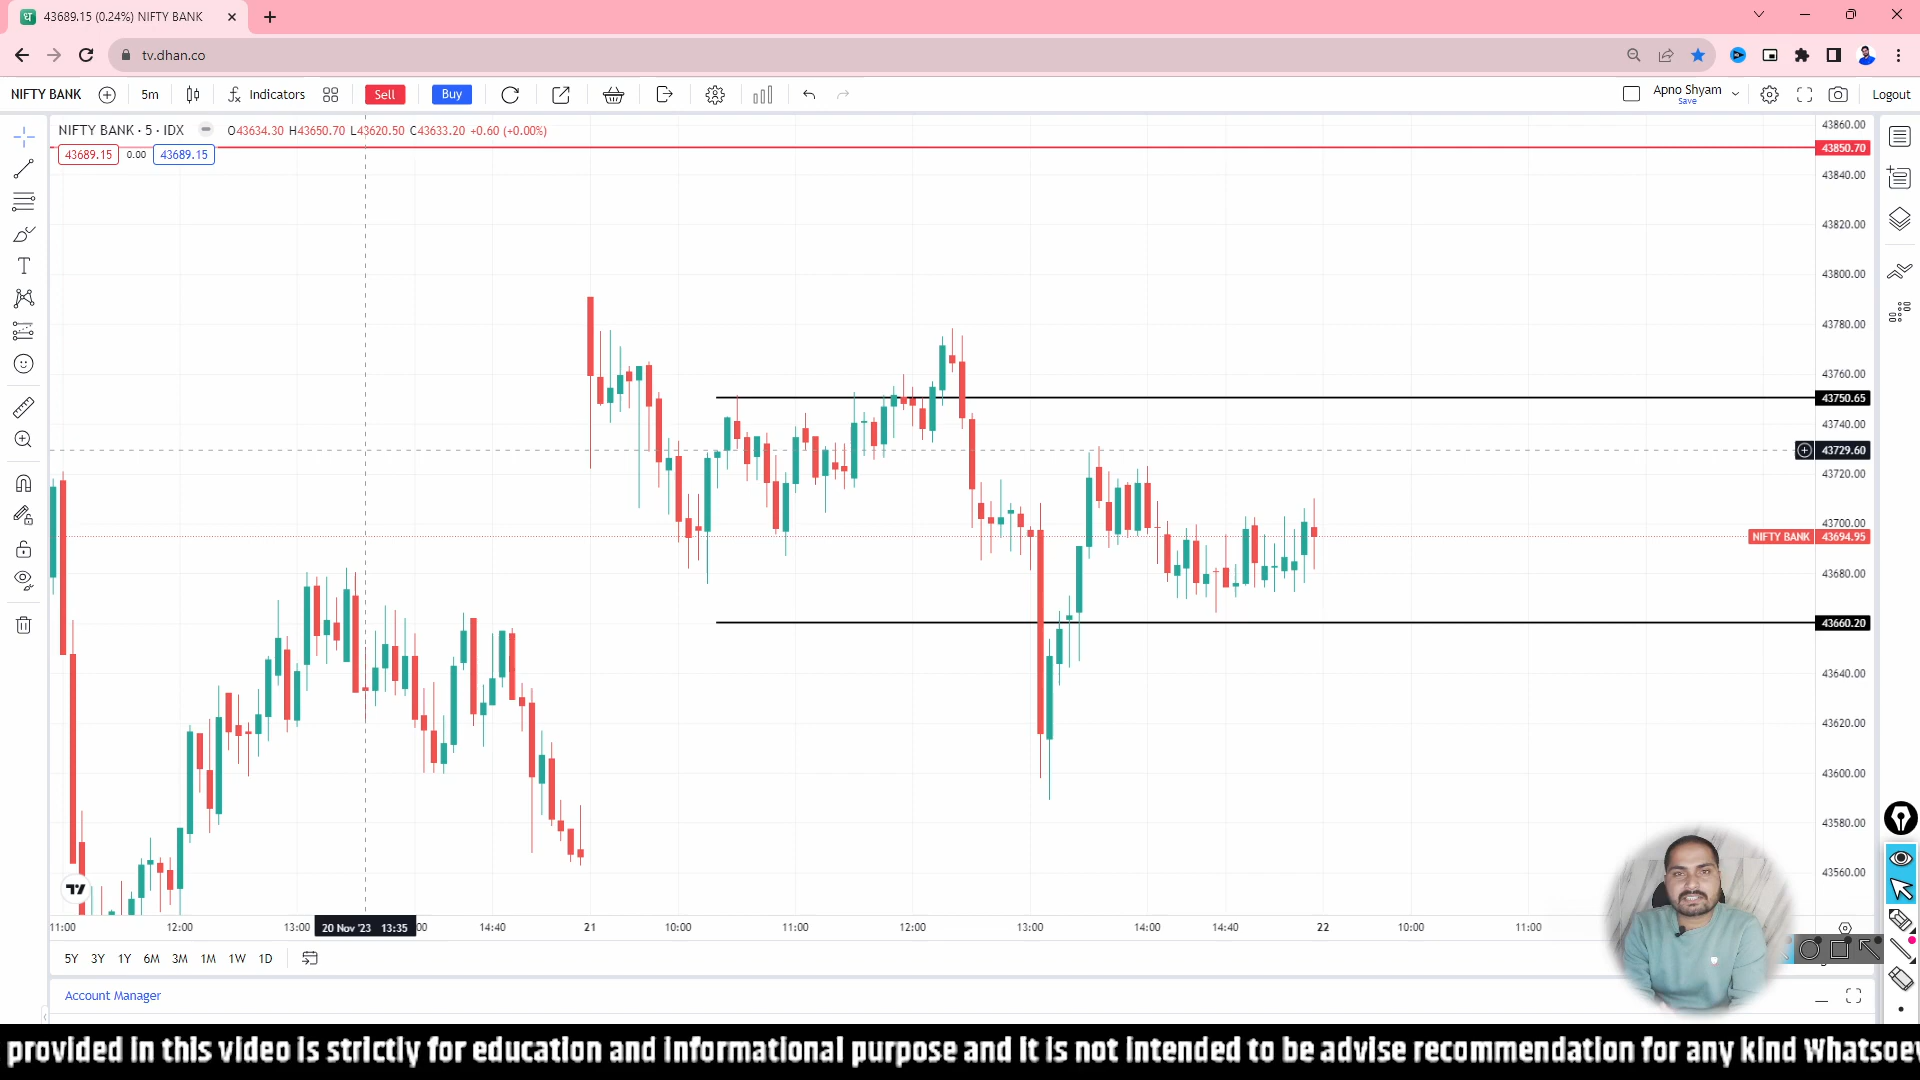 43689.15 (0.24%) NIFTY BANK
tv.dhan.co
NIFTY BANK
5m
Indicators
Sell
Buy
Apno Shyam
Save
Logout
NIFTY BANK · 5 · IDX
O43634.30 H43650.70 L43620.50 C43633.20 +0.60 (+0.00%)
43689.15
0.00
43689.15
43860.00
43850.70
43840.00
43820.00
43800.00
43780.00
43760.00
43750.65
43740.00
43729.60
43720.00
43700.00
NIFTY BANK 43694.95
43680.00
43660.20
43640.00
43620.00
43600.00
43580.00
43560.00
11:00
12:00
13:00
20 Nov '23 13:35
:00
14:40
21
10:00
11:00
12:00
13:00
14:00
14:40
22
10:00
11:00
5Y 3Y 1Y 6M 3M 1M 1W 1D
Account Manager
provided in this video is strictly for education and informational purpose and it is not intended to be advise recommendation for any kind Whatsoev